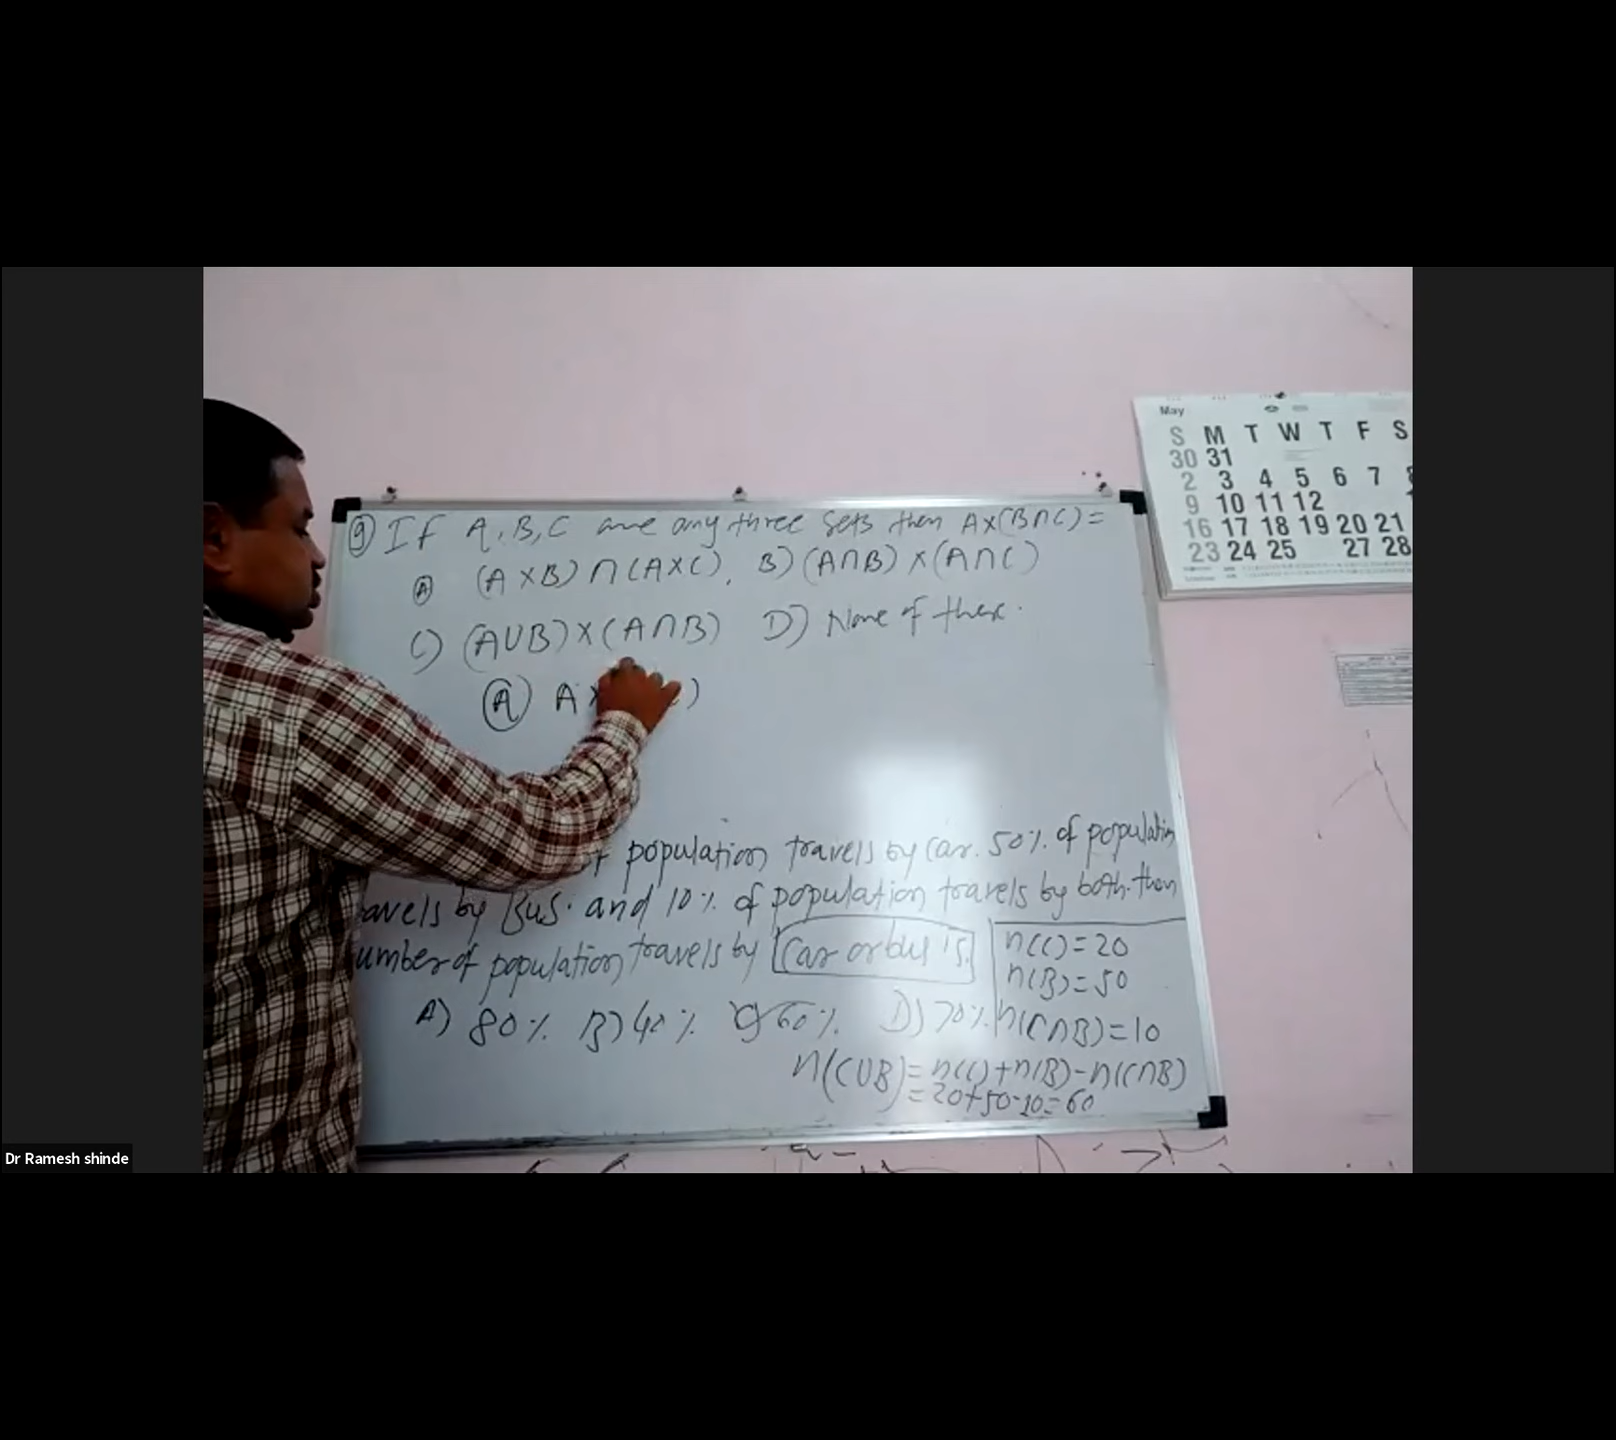 9) If A, B, C are any three sets then A×(B∩C) =
A) (A×B)∩(A×C), B) (A∩B)×(A∩C)
C) (A∪B)×(A∩B) D) None of these.
(A) A× )
population travels by Car. 50% of population
avels by Bus. and 10% of population travels by both. then
umber of population travels by Car or bus is.
A) 80% B) 40% C) 60% D) 70%.
n(C)=20
n(B)=50
n(C∩B)=10
n(C∪B) = n(C)+n(B)-n(C∩B)
= 20+50-10=60
May
S M T W T F S
30 31
2 3 4 5 6 7
9 10 11 12
16 17 18 19 20 21
23 24 25 27 28
Dr Ramesh shinde